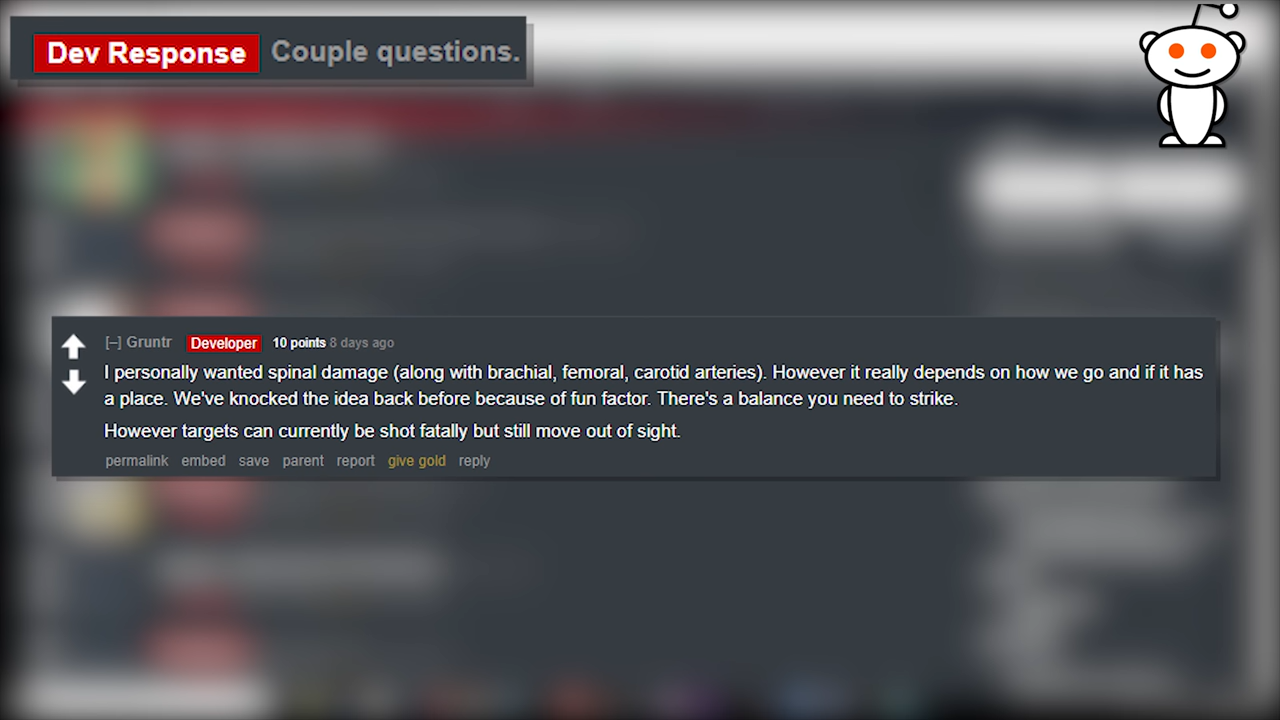 Dev Response Couple questions.
[–] Gruntr Developer 10 points 8 days ago
I personally wanted spinal damage (along with brachial, femoral, carotid arteries). However it really depends on how we go and if it has
a place. We've knocked the idea back before because of fun factor. There's a balance you need to strike.
However targets can currently be shot fatally but still move out of sight.
permalink embed save parent report give gold reply